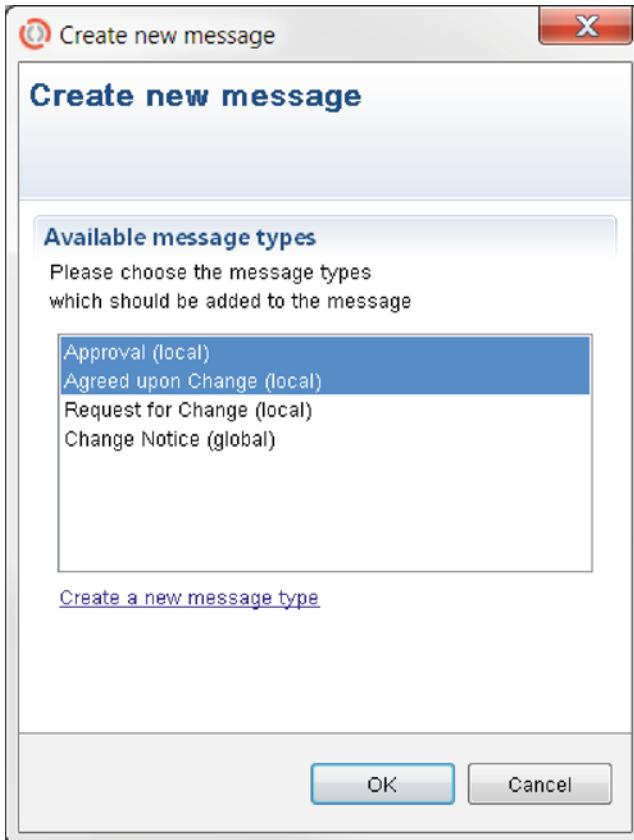 Create new message
Create new message
Available message types
Please choose the message types
which should be added to the message
Approval (local)
Agreed upon Change (local)
Request for Change (local)
Change Notice (global)
Create a new message type
OK
Cancel